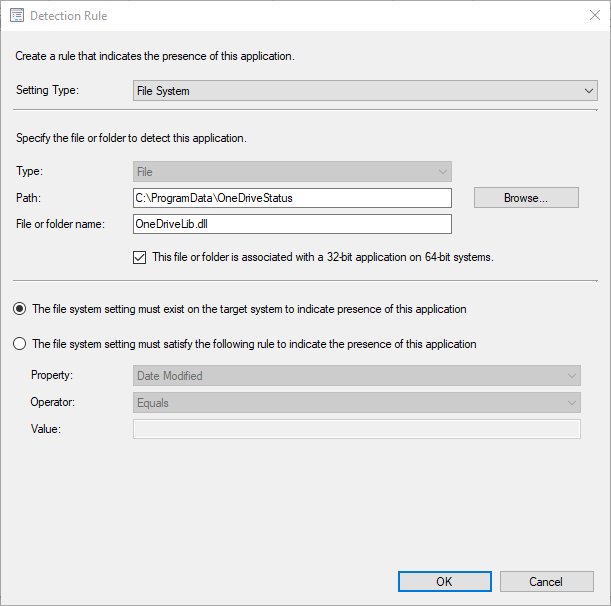 Detection Rule
Create a rule that indicates the presence of this application.
Setting Type: File System
Specify the file or folder to detect this application.
Type: File
Path: C:\ProgramData\OneDriveStatus Browse...
File or folder name: OneDriveLib.dll
This file or folder is associated with a 32-bit application on 64-bit systems.
The file system setting must exist on the target system to indicate presence of this application
The file system setting must satisfy the following rule to indicate the presence of this application
Property: Date Modified
Operator: Equals
Value:
OK Cancel